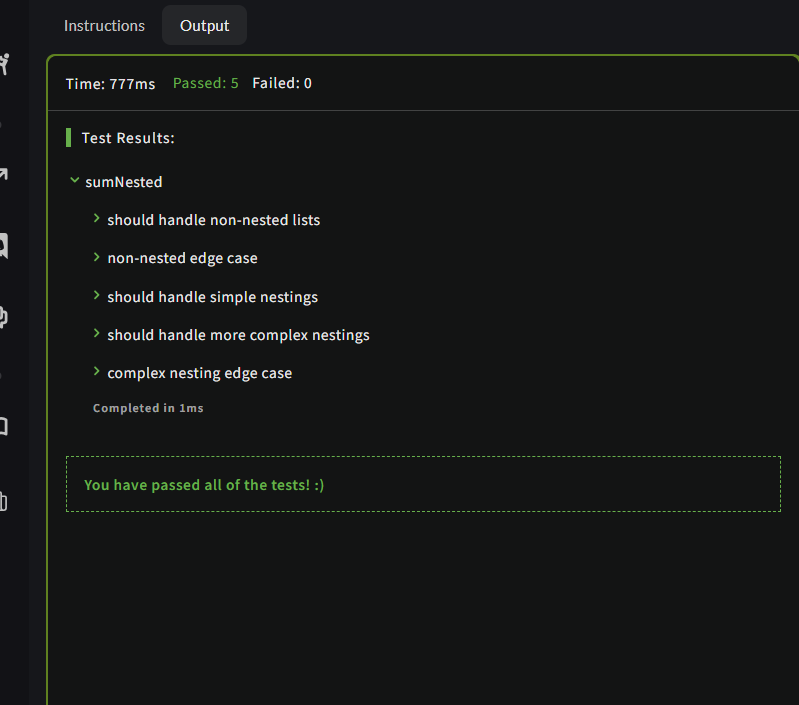 Instructions Output
Time: 777ms Passed: 5 Failed: 0
Test Results:
sumNested
should handle non-nested lists
non-nested edge case
should handle simple nestings
should handle more complex nestings
complex nesting edge case
Completed in 1ms
You have passed all of the tests! :)